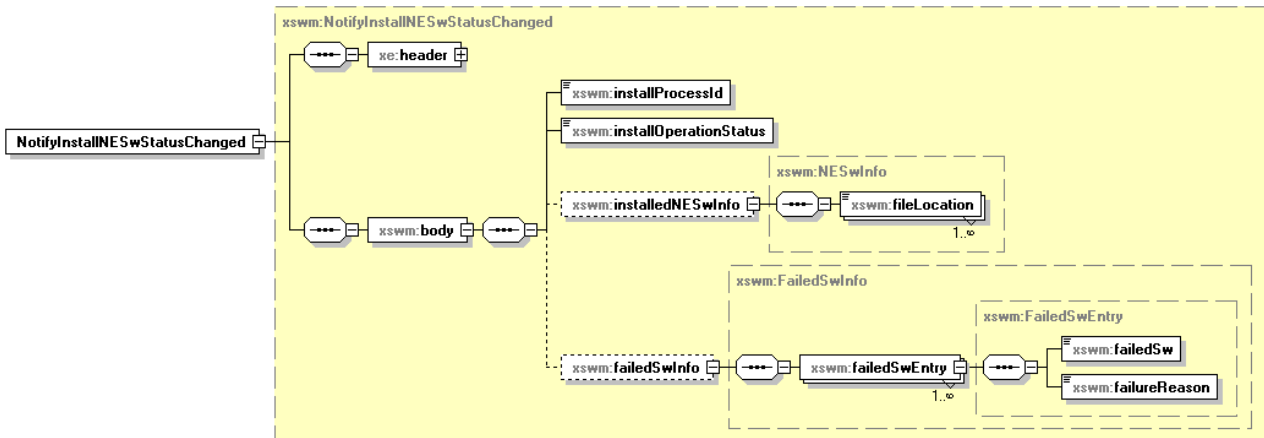 xswm:NotifyInstallNESwStatusChanged
xe:header
xswm:installProcessId
xswm:installOperationStatus
NotifyInstallNESwStatusChanged
xswm:NESwInfo
xswm:installedNESwInfo
xswm:fileLocation
1..∞
xswm:body
xswm:FailedSwInfo
xswm:FailedSwEntry
xswm:failedSw
xswm:failedSwInfo
xswm:failedSwEntry
1..∞
xswm:failureReason